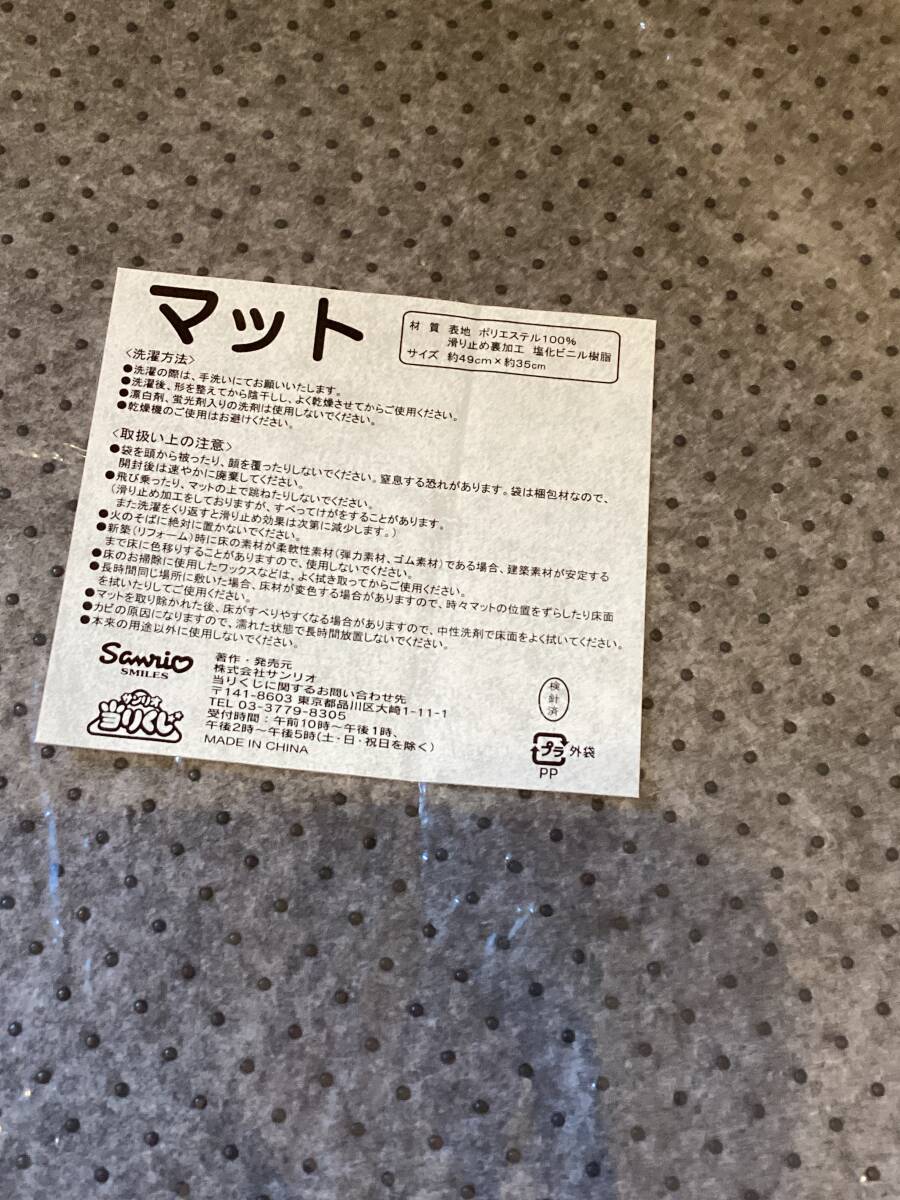 マット
材 質 表地 ポリエステル100%
滑り止め裏加工 塩化ビニル樹脂
サイズ 約49cm×約35cm
〈洗濯方法〉
●洗濯の際は、手洗いにてお願いいたします。
●洗濯後、形を整えてから陰干しし、よく乾燥させてからご使用ください。
●漂白剤、蛍光剤入りの洗剤は使用しないでください。
●乾燥機のご使用はお避けください。
〈取扱い上の注意〉
●袋を頭から被ったり、顔を覆ったりしないでください。窒息する恐れがあります。袋は梱包材なので、
開封後は速やかに廃棄してください。
●飛び乗ったり、マットの上で跳ねたりしないでください。
(滑り止め加工をしておりますが、すべってけがをすることがあります。
また洗濯をくり返すと滑り止め効果は次第に減少します。)
●火のそばに絶対に置かないでください。
●新築(リフォーム)時に床の素材が柔軟性素材(弾力素材、ゴム素材)である場合、建築素材が安定する
まで床に色移りすることがありますので、使用しないでください。
●床のお掃除に使用したワックスなどは、よく拭き取ってからご使用ください。
●長時間同じ場所に敷いた場合、床材が変色する場合がありますので、時々マットの位置をずらしたり床面
を拭いたりしてご使用ください。
●マットを取り除かれた後、床がすべりやすくなる場合がありますので、中性洗剤で床面をよく拭いてください。
●カビの原因になりますので、濡れた状態で長時間放置しないでください。
●本来の用途以外に使用しないでください。
Sanrio
SMILES
サンリオ
当りくじ
著作・発売元
株式会社サンリオ
当りくじに関するお問い合わせ先
〒141-8603 東京都品川区大崎1-11-1
TEL 03-3779-8305
受付時間：午前10時～午後1時、
午後2時～午後5時(土・日・祝日を除く)
MADE IN CHINA
検
針
済
プラ 外袋
PP